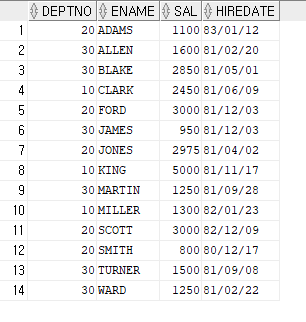 DEPTNO ENAME SAL HIREDATE
1 20 ADAMS 1100 83/01/12
2 30 ALLEN 1600 81/02/20
3 30 BLAKE 2850 81/05/01
4 10 CLARK 2450 81/06/09
5 20 FORD 3000 81/12/03
6 30 JAMES 950 81/12/03
7 20 JONES 2975 81/04/02
8 10 KING 5000 81/11/17
9 30 MARTIN 1250 81/09/28
10 10 MILLER 1300 82/01/23
11 20 SCOTT 3000 82/12/09
12 20 SMITH 800 80/12/17
13 30 TURNER 1500 81/09/08
14 30 WARD 1250 81/02/22